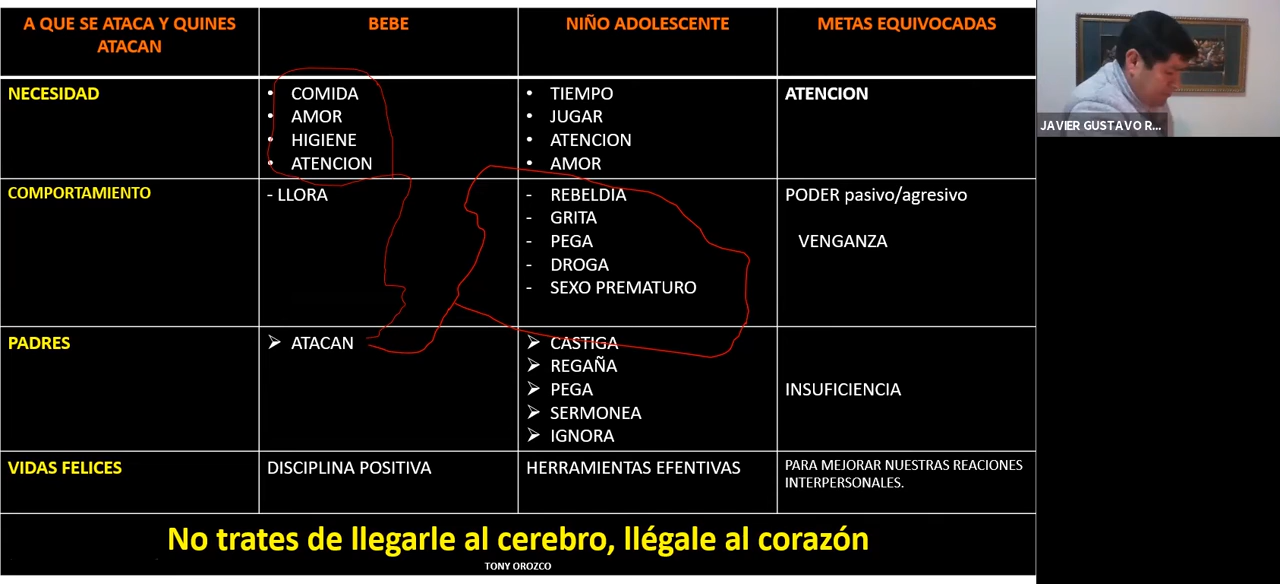 A QUE SE ATACA Y QUINES
ATACAN
BEBE
NIÑO ADOLESCENTE
METAS EQUIVOCADAS
NECESIDAD
• COMIDA
• AMOR
• HIGIENE
• ATENCION
• TIEMPO
• JUGAR
• ATENCION
• AMOR
ATENCION
COMPORTAMIENTO
- LLORA
- REBELDIA
- GRITA
- PEGA
- DROGA
- SEXO PREMATURO
PODER pasivo/agresivo
VENGANZA
PADRES
➢ ATACAN
➢ CASTIGA
➢ REGAÑA
➢ PEGA
➢ SERMONEA
➢ IGNORA
INSUFICIENCIA
VIDAS FELICES
DISCIPLINA POSITIVA
HERRAMIENTAS EFENTIVAS
PARA MEJORAR NUESTRAS REACIONES
INTERPERSONALES.
No trates de llegarle al cerebro, llégale al corazón
TONY OROZCO
JAVIER GUSTAVO R...